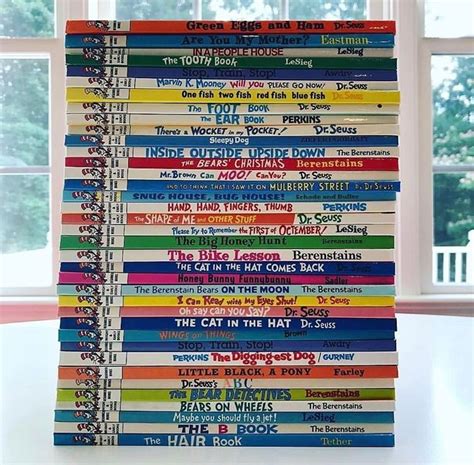 Green Eggs and Ham Dr. Seuss
Are You My Mother? Eastman
IN A PEOPLE HOUSE LeSieg
The TOOTH Book LeSieg
Stop, Train, Stop! Awdry
Marvin K. Mooney Will you PLEASE GO NOW! Dr. Seuss
One fish two fish red fish blue fish Dr. Seuss
The FOOT Book Dr. Seuss
The EAR BOOK PERKINS
There's a WOCKET in my POCKET! Dr. Seuss
Sleepy Dog
INSIDE OUTSIDE UPSIDE DOWN The Berenstains
THE BEARS' CHRISTMAS Berenstains
Mr. Brown Can MOO! Can You? Dr. Seuss
AND TO THINK THAT I SAW IT ON MULBERRY STREET Dr. Seuss
SNUG HOUSE, BUG HOUSE!
HAND, HAND, FINGERS, THUMB PERKINS
The SHAPE OF ME AND OTHER STUFF Dr. Seuss
Please Try to Remember the FIRST of OCTEMBER! LeSieg
The Big Honey Hunt Berenstains
The Bike Lesson Berenstains
THE CAT IN THE HAT COMES BACK Dr. Seuss
Honey Bunny Funnybunny Sadler
The Berenstain Bears ON THE MOON The Berenstains
I Can Read with My Eyes Shut! Dr. Seuss
Oh say can you say? Dr. Seuss
THE CAT IN THE HAT Dr. Seuss
WINGS ON THINGS Brown
Stop, Train, Stop! Awdry
PERKINS The Diggingest Dog / GURNEY
LITTLE BLACK, A PONY Farley
Dr. Seuss's ABC
THE BEAR DETECTIVES Berenstains
BEARS ON WHEELS The Berenstains
Maybe you should fly a jet! LeSieg
THE B BOOK The Berenstains
The HAIR Book Tether